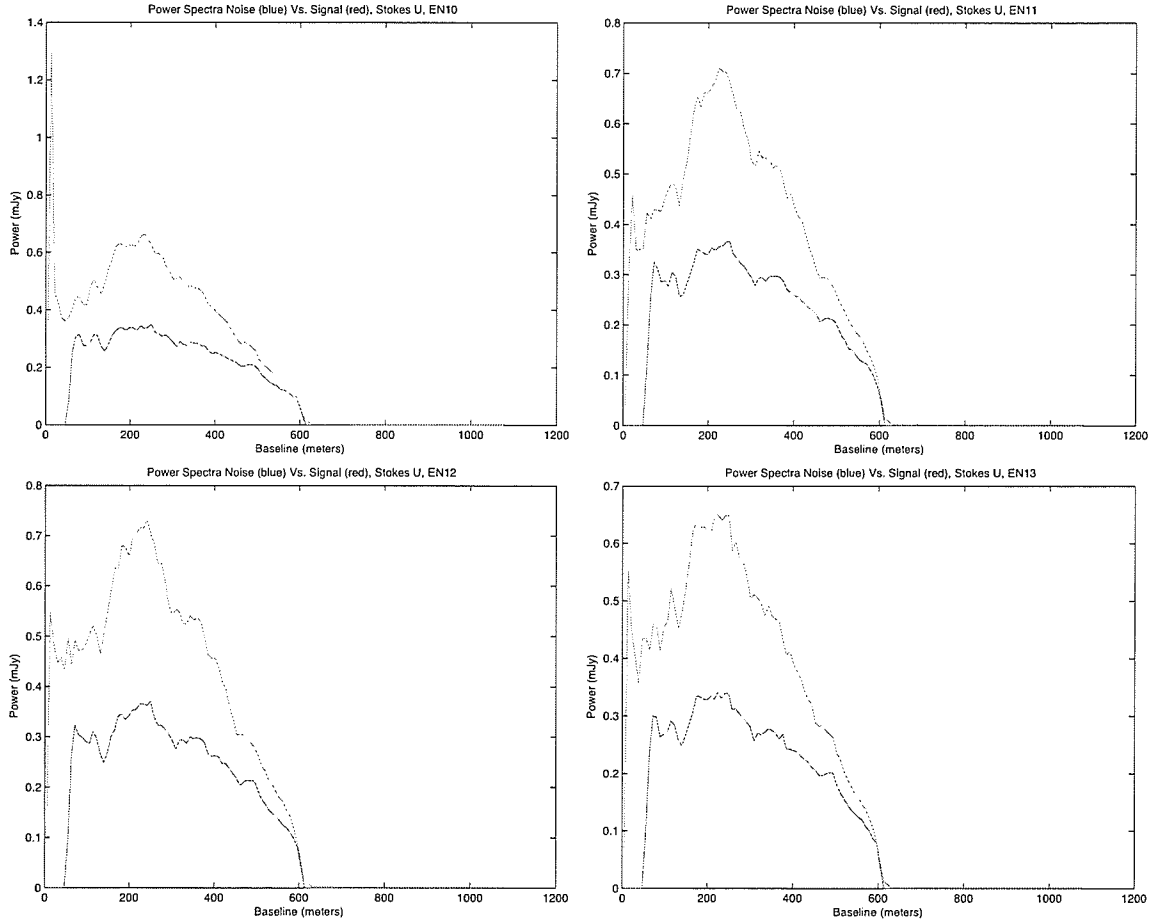 Power Spectra Noise (blue) Vs. Signal (red), Stokes U, EN10
1.4
1.2
1
0.8
0.6
0.4
0.2
0
Power (mJy)
0 200 400 600 800 1000 1200
Baseline (meters)
Power Spectra Noise (blue) Vs. Signal (red), Stokes U, EN11
0.8
0.7
0.6
0.5
0.4
0.3
0.2
0.1
0
Power (mJy)
0 200 400 600 800 1000 1200
Baseline (meters)
Power Spectra Noise (blue) Vs. Signal (red), Stokes U, EN12
0.8
0.7
0.6
0.5
0.4
0.3
0.2
0.1
0
Power (mJy)
0 200 400 600 800 1000 1200
Baseline (meters)
Power Spectra Noise (blue) Vs. Signal (red), Stokes U, EN13
0.7
0.6
0.5
0.4
0.3
0.2
0.1
0
Power (mJy)
0 200 400 600 800 1000 1200
Baseline (meters)